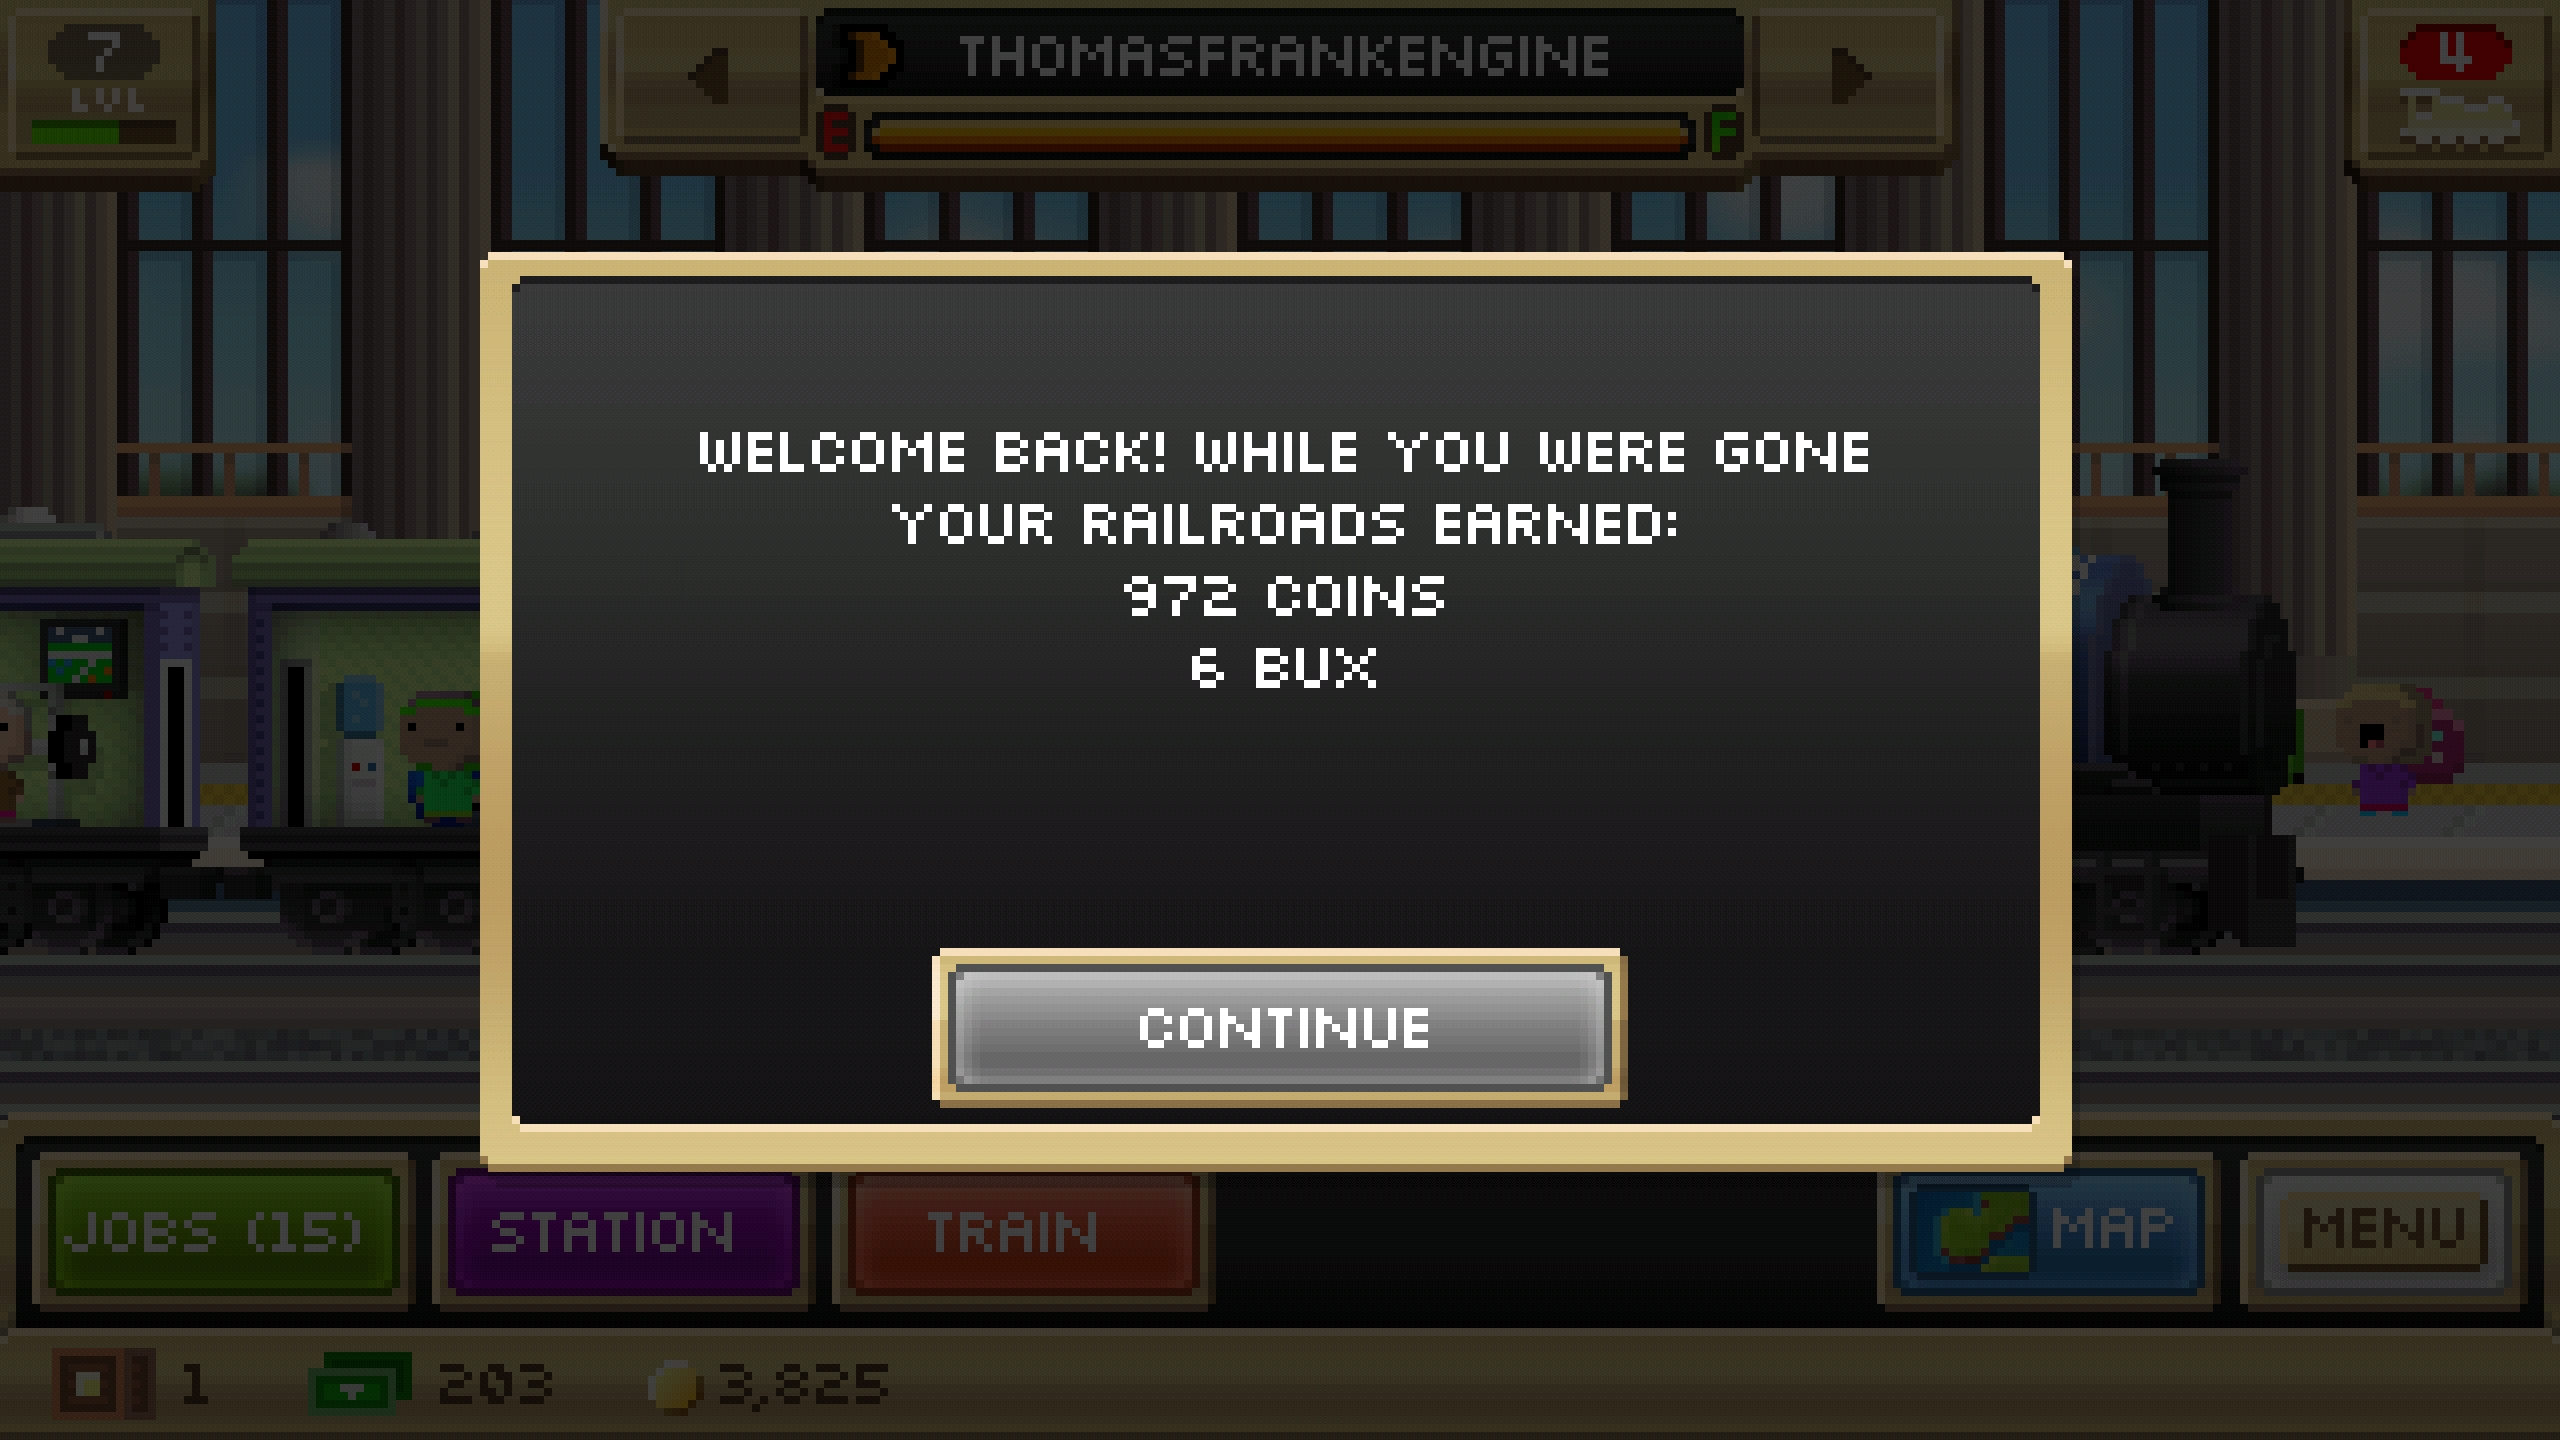 7
LVL
THOMASFRANKENGINE
E F
4
WELCOME BACK! WHILE YOU WERE GONE
YOUR RAILROADS EARNED:
972 COINS
6 BUX
CONTINUE
JOBS (15) STATION TRAIN MAP MENU
1 203 3,825